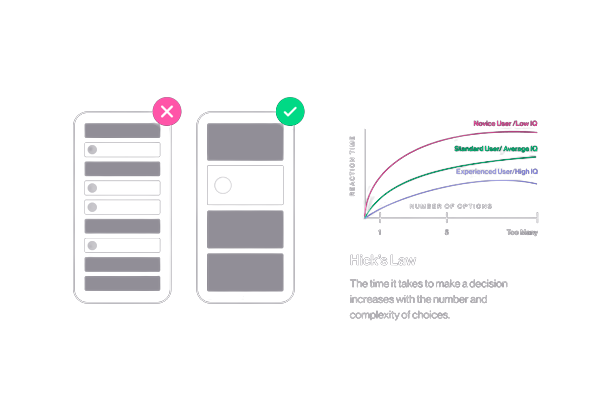 Novice User /Low IQ
Standard User/ Average IQ
Experienced User/High IQ
REACTION TIME
NUMBER OF OPTIONS
1
5
Too Many
Hick's Law
The time it takes to make a decision
increases with the number and
complexity of choices.